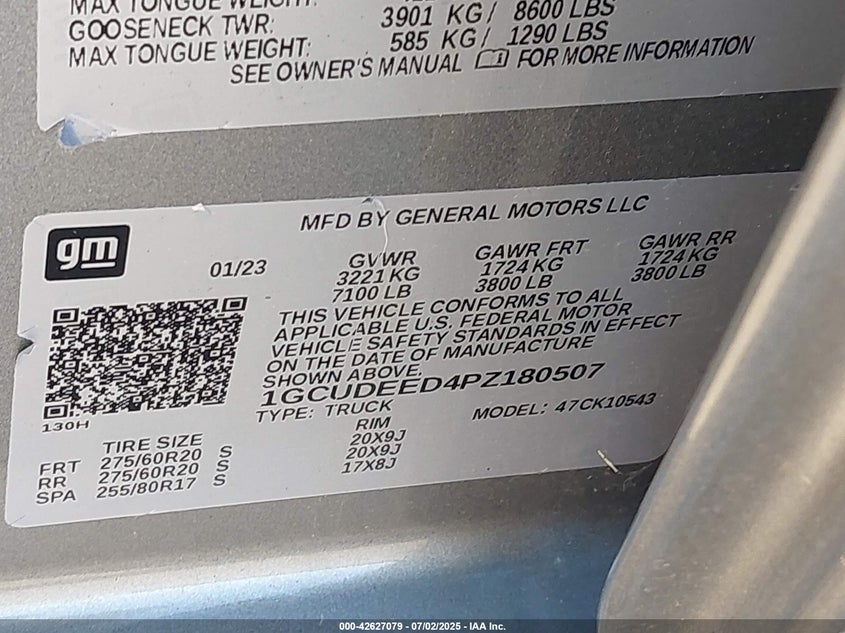 MAX TONGUE WEIGHT:
GOOSENECK TWR: 3901 KG/ 8600 LBS
MAX TONGUE WEIGHT: 585 KG/ 1290 LBS
SEE OWNER'S MANUAL FOR MORE INFORMATION
MFD BY GENERAL MOTORS LLC
gm
01/23 GVWR GAWR FRT GAWR RR
3221 KG 1724 KG 1724 KG
7100 LB 3800 LB 3800 LB
THIS VEHICLE CONFORMS TO ALL
APPLICABLE U.S. FEDERAL MOTOR
VEHICLE SAFETY STANDARDS IN EFFECT
ON THE DATE OF MANUFACTURE
SHOWN ABOVE.
1GCUDEED4PZ180507
130H
TYPE: TRUCK MODEL: 47CK10543
TIRE SIZE RIM
FRT 275/60R20 S 20X9J
RR 275/60R20 S 20X9J
SPA 255/80R17 S 17X8J
000-42627079 - 07/02/2025 - IAA Inc.